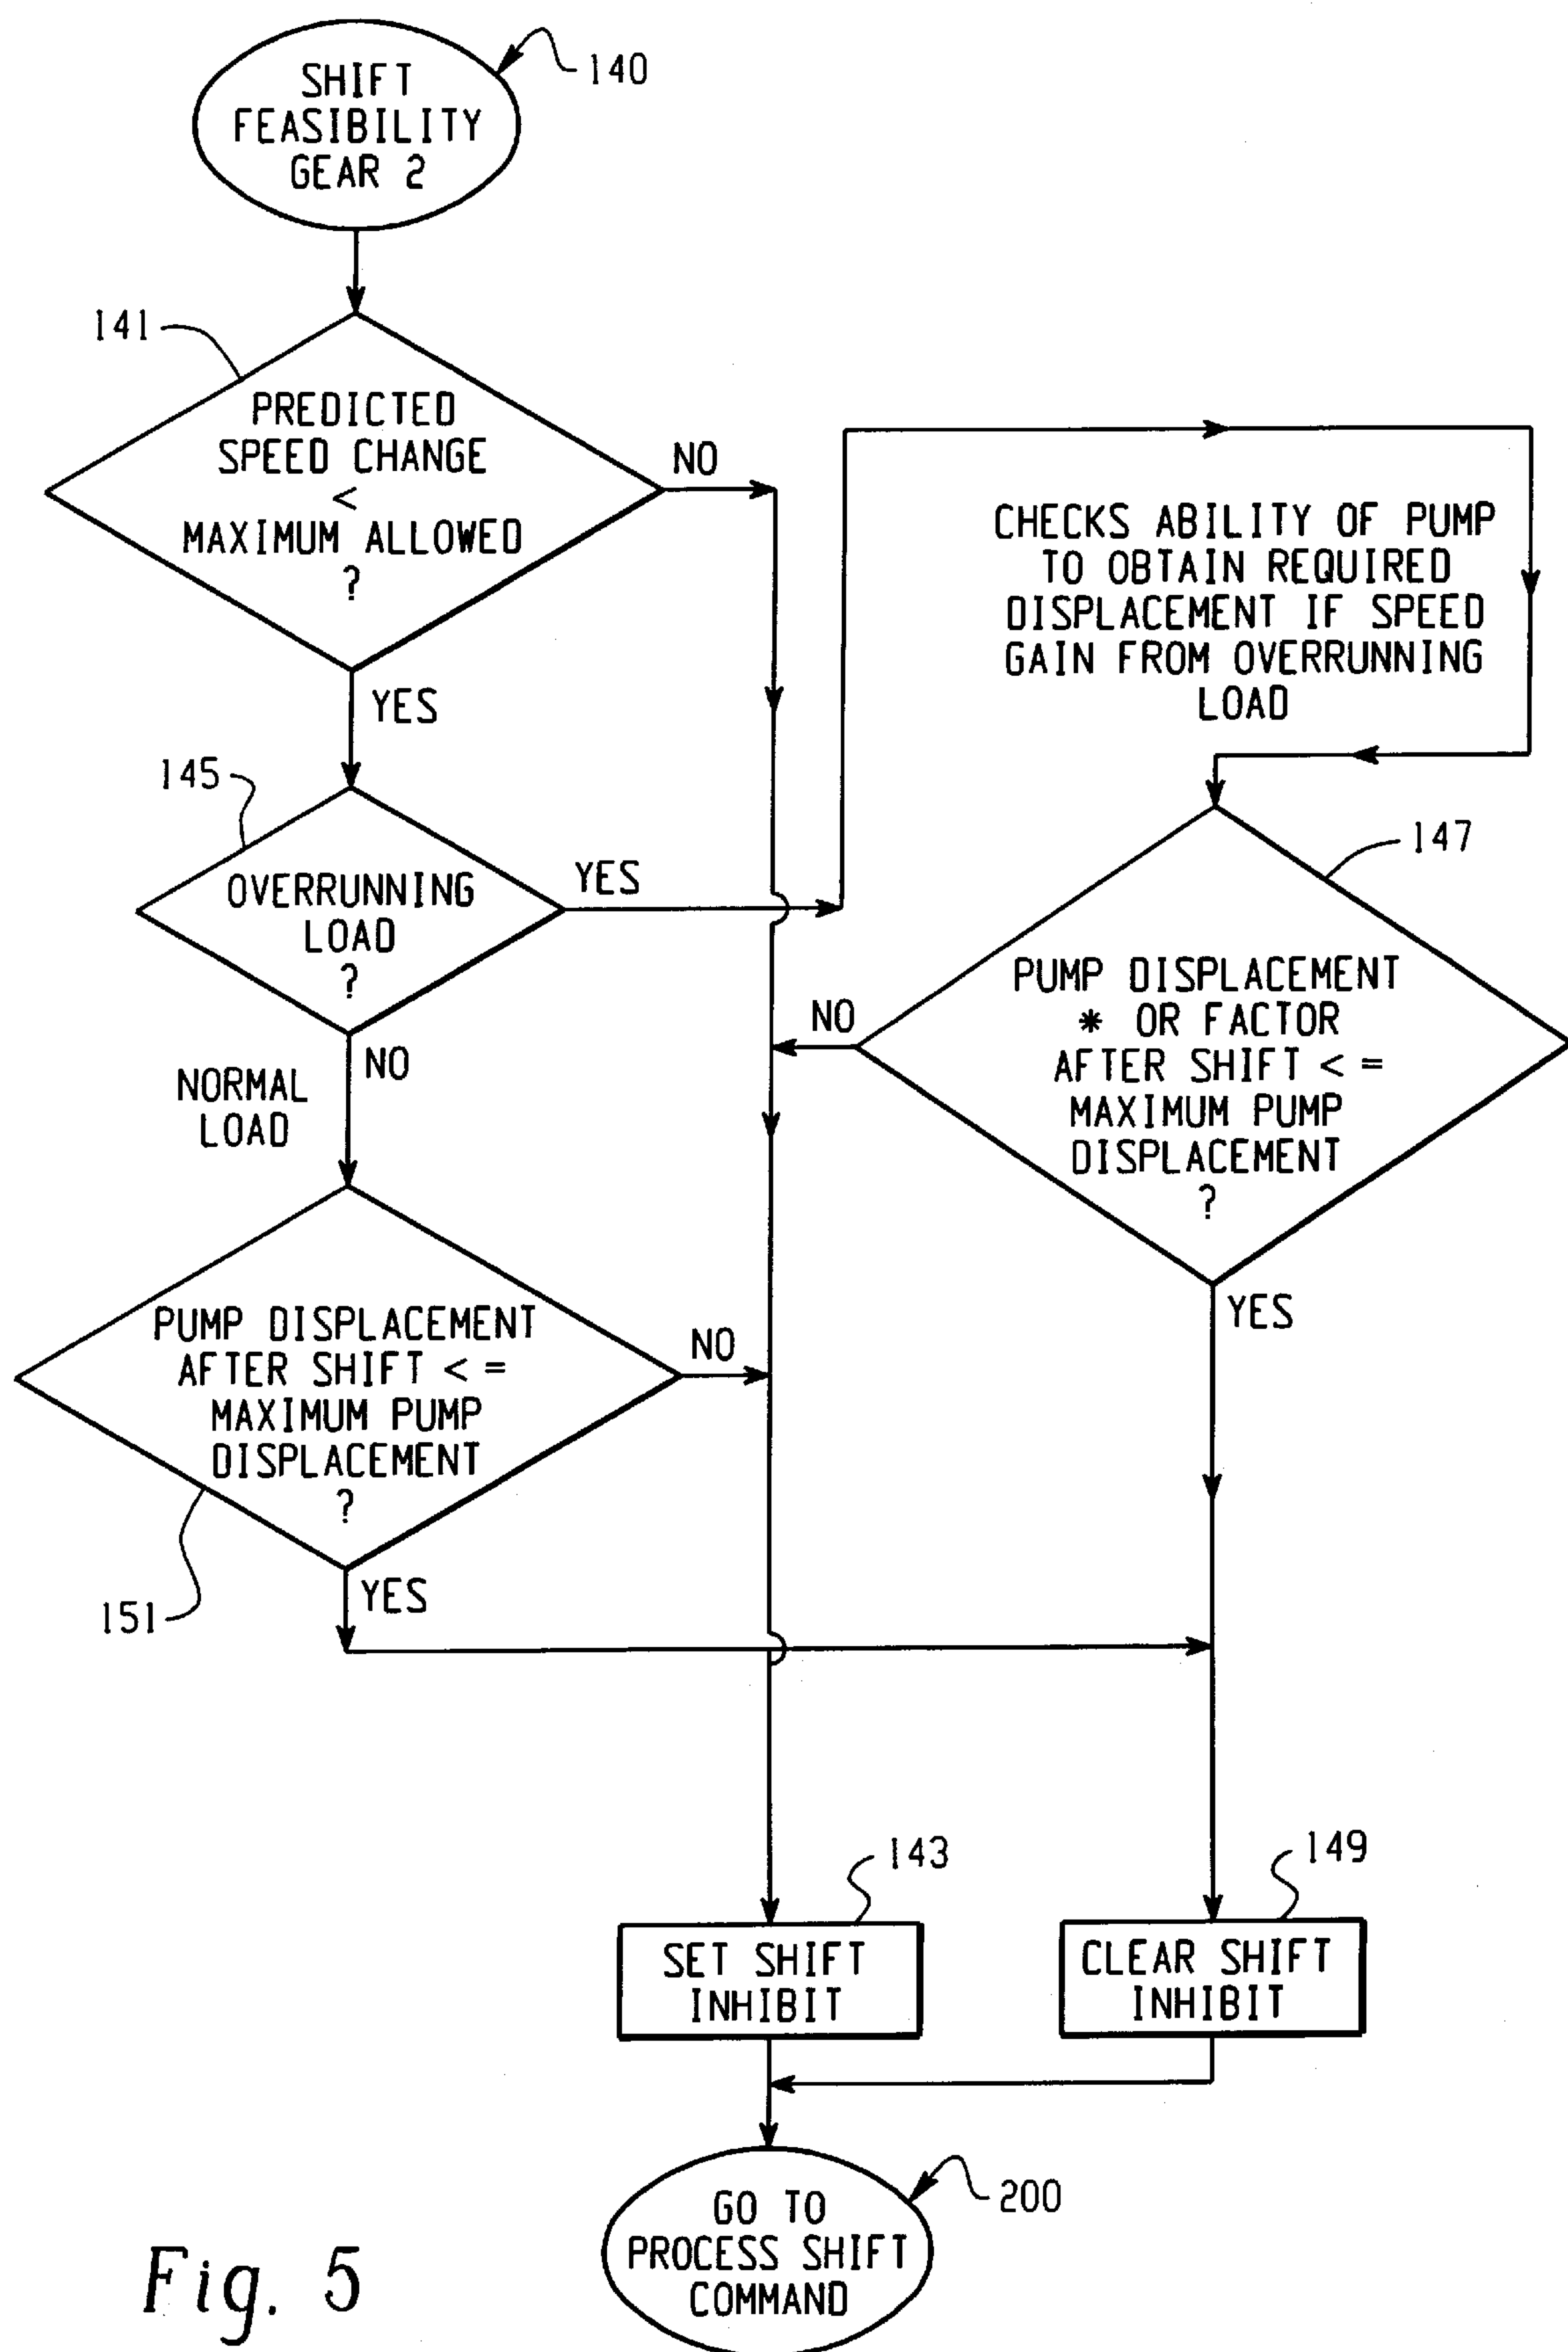 SHIFT
FEASIBILITY
GEAR 2
140
141
PREDICTED
SPEED CHANGE
<
MAXIMUM ALLOWED
?
NO
YES
CHECKS ABILITY OF PUMP
TO OBTAIN REQUIRED
DISPLACEMENT IF SPEED
GAIN FROM OVERRUNNING
LOAD
145
OVERRUNNING
LOAD
?
YES
NO
NORMAL
LOAD
147
PUMP DISPLACEMENT
* OR FACTOR
AFTER SHIFT < =
MAXIMUM PUMP
DISPLACEMENT
?
NO
YES
PUMP DISPLACEMENT
AFTER SHIFT < =
MAXIMUM PUMP
DISPLACEMENT
?
NO
YES
151
143
SET SHIFT
INHIBIT
149
CLEAR SHIFT
INHIBIT
GO TO
PROCESS SHIFT
COMMAND
200
Fig. 5